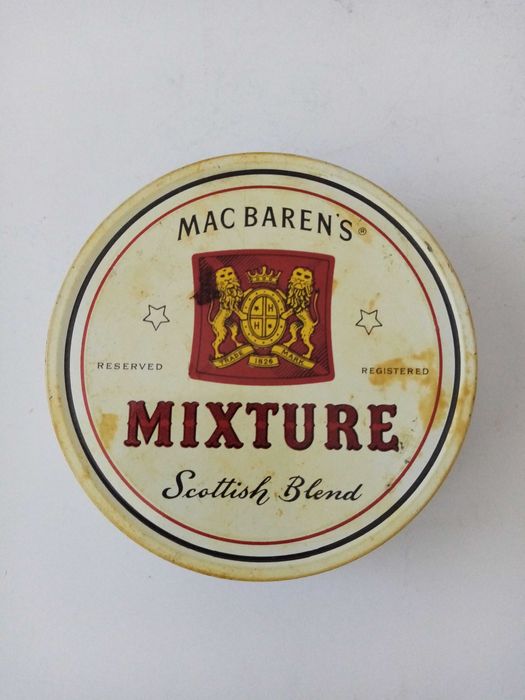 MAC BAREN'S®
TRADE 1826 MARK
RESERVED
REGISTERED
MIXTURE
Scottish Blend